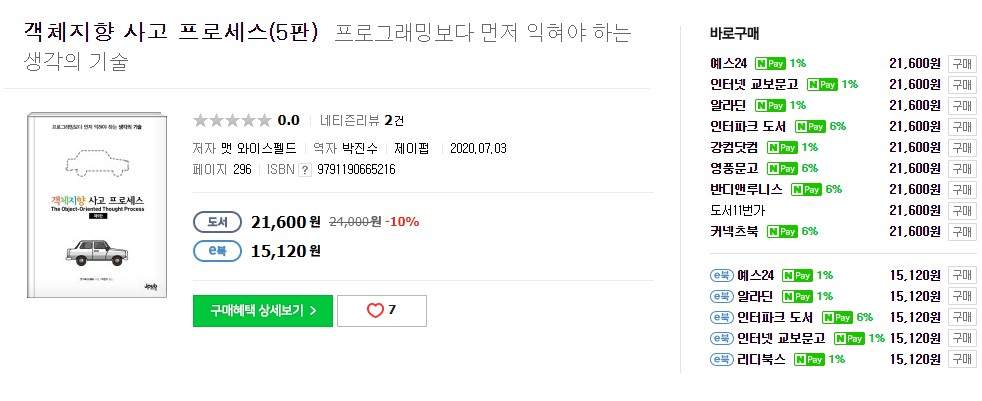 객체지향 사고 프로세스(5판) 프로그래밍보다 먼저 익혀야 하는
생각의 기술
프로그래밍보다 먼저 익혀야 하는 생각의 기술
객체지향 사고 프로세스
The Object-Oriented Thought Process
Jpub
0.0 네티즌리뷰 2건
저자 맷 와이스펠드 역자 박진수 제이펍 2020.07.03
페이지 296 ISBN ? 9791190665216
도서 21,600원 24,000원 -10%
e북 15,120원
구매혜택 상세보기 >
7
바로구매
예스24 N Pay 1% 21,600원 구매
인터넷 교보문고 N Pay 1% 21,600원 구매
알라딘 N Pay 1% 21,600원 구매
인터파크 도서 N Pay 6% 21,600원 구매
강컴닷컴 N Pay 1% 21,600원 구매
영풍문고 N Pay 6% 21,600원 구매
반디앤루니스 N Pay 6% 21,600원 구매
도서11번가 21,600원 구매
커넥츠북 N Pay 6% 21,600원 구매
e북 예스24 N Pay 1% 15,120원 구매
e북 알라딘 N Pay 1% 15,120원 구매
e북 인터파크 도서 N Pay 6% 15,120원 구매
e북 인터넷 교보문고 N Pay 1% 15,120원 구매
e북 리디북스 N Pay 1% 15,120원 구매